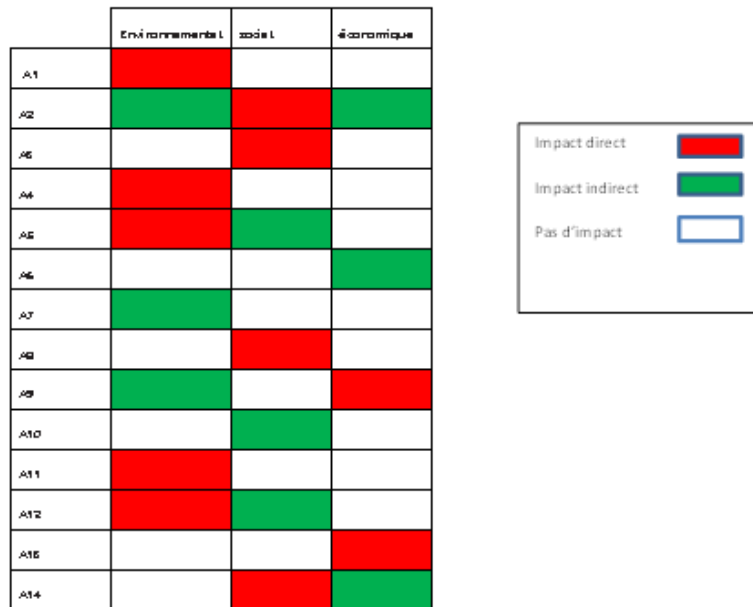 Environnemental social économique
A1
A2
A3
A4
A5
A6
A7
A8
A9
A10
A11
A12
A13
A14
Impact direct
Impact indirect
Pas d'impact